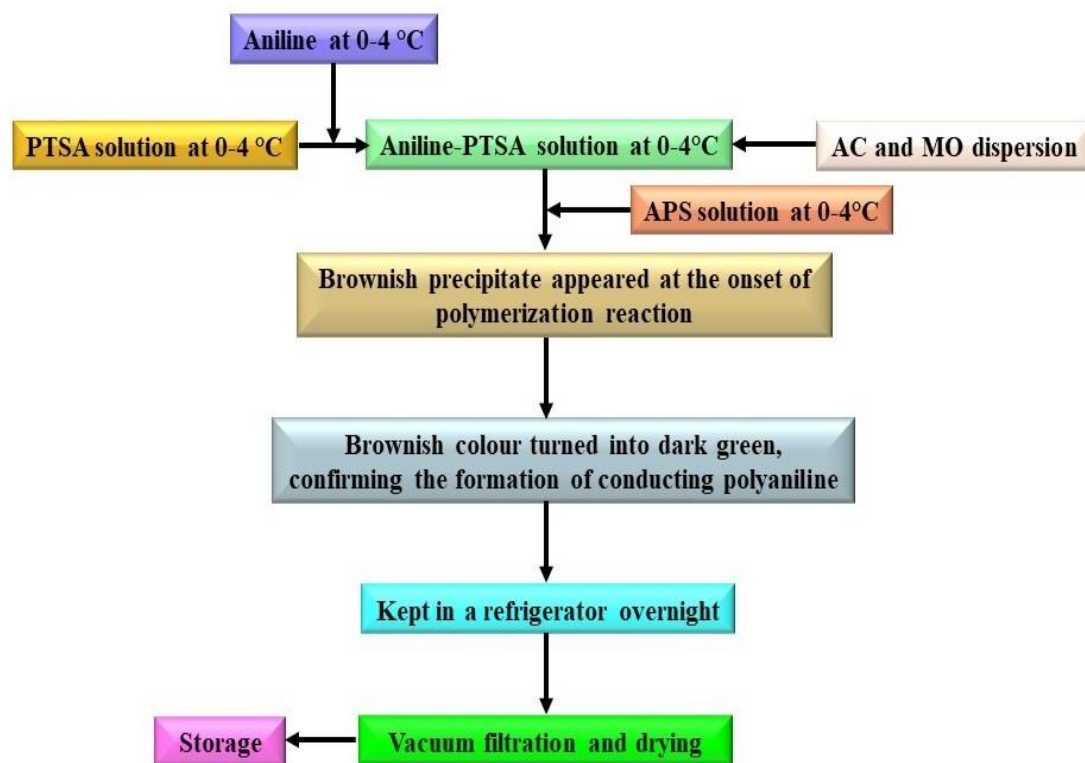 Aniline at 0-4 °C
PTSA solution at 0-4 °C
Aniline-PTSA solution at 0-4°C
AC and MO dispersion
APS solution at 0-4°C
Brownish precipitate appeared at the onset of
polymerization reaction
Brownish colour turned into dark green,
confirming the formation of conducting polyaniline
Kept in a refrigerator overnight
Storage
Vacuum filtration and drying